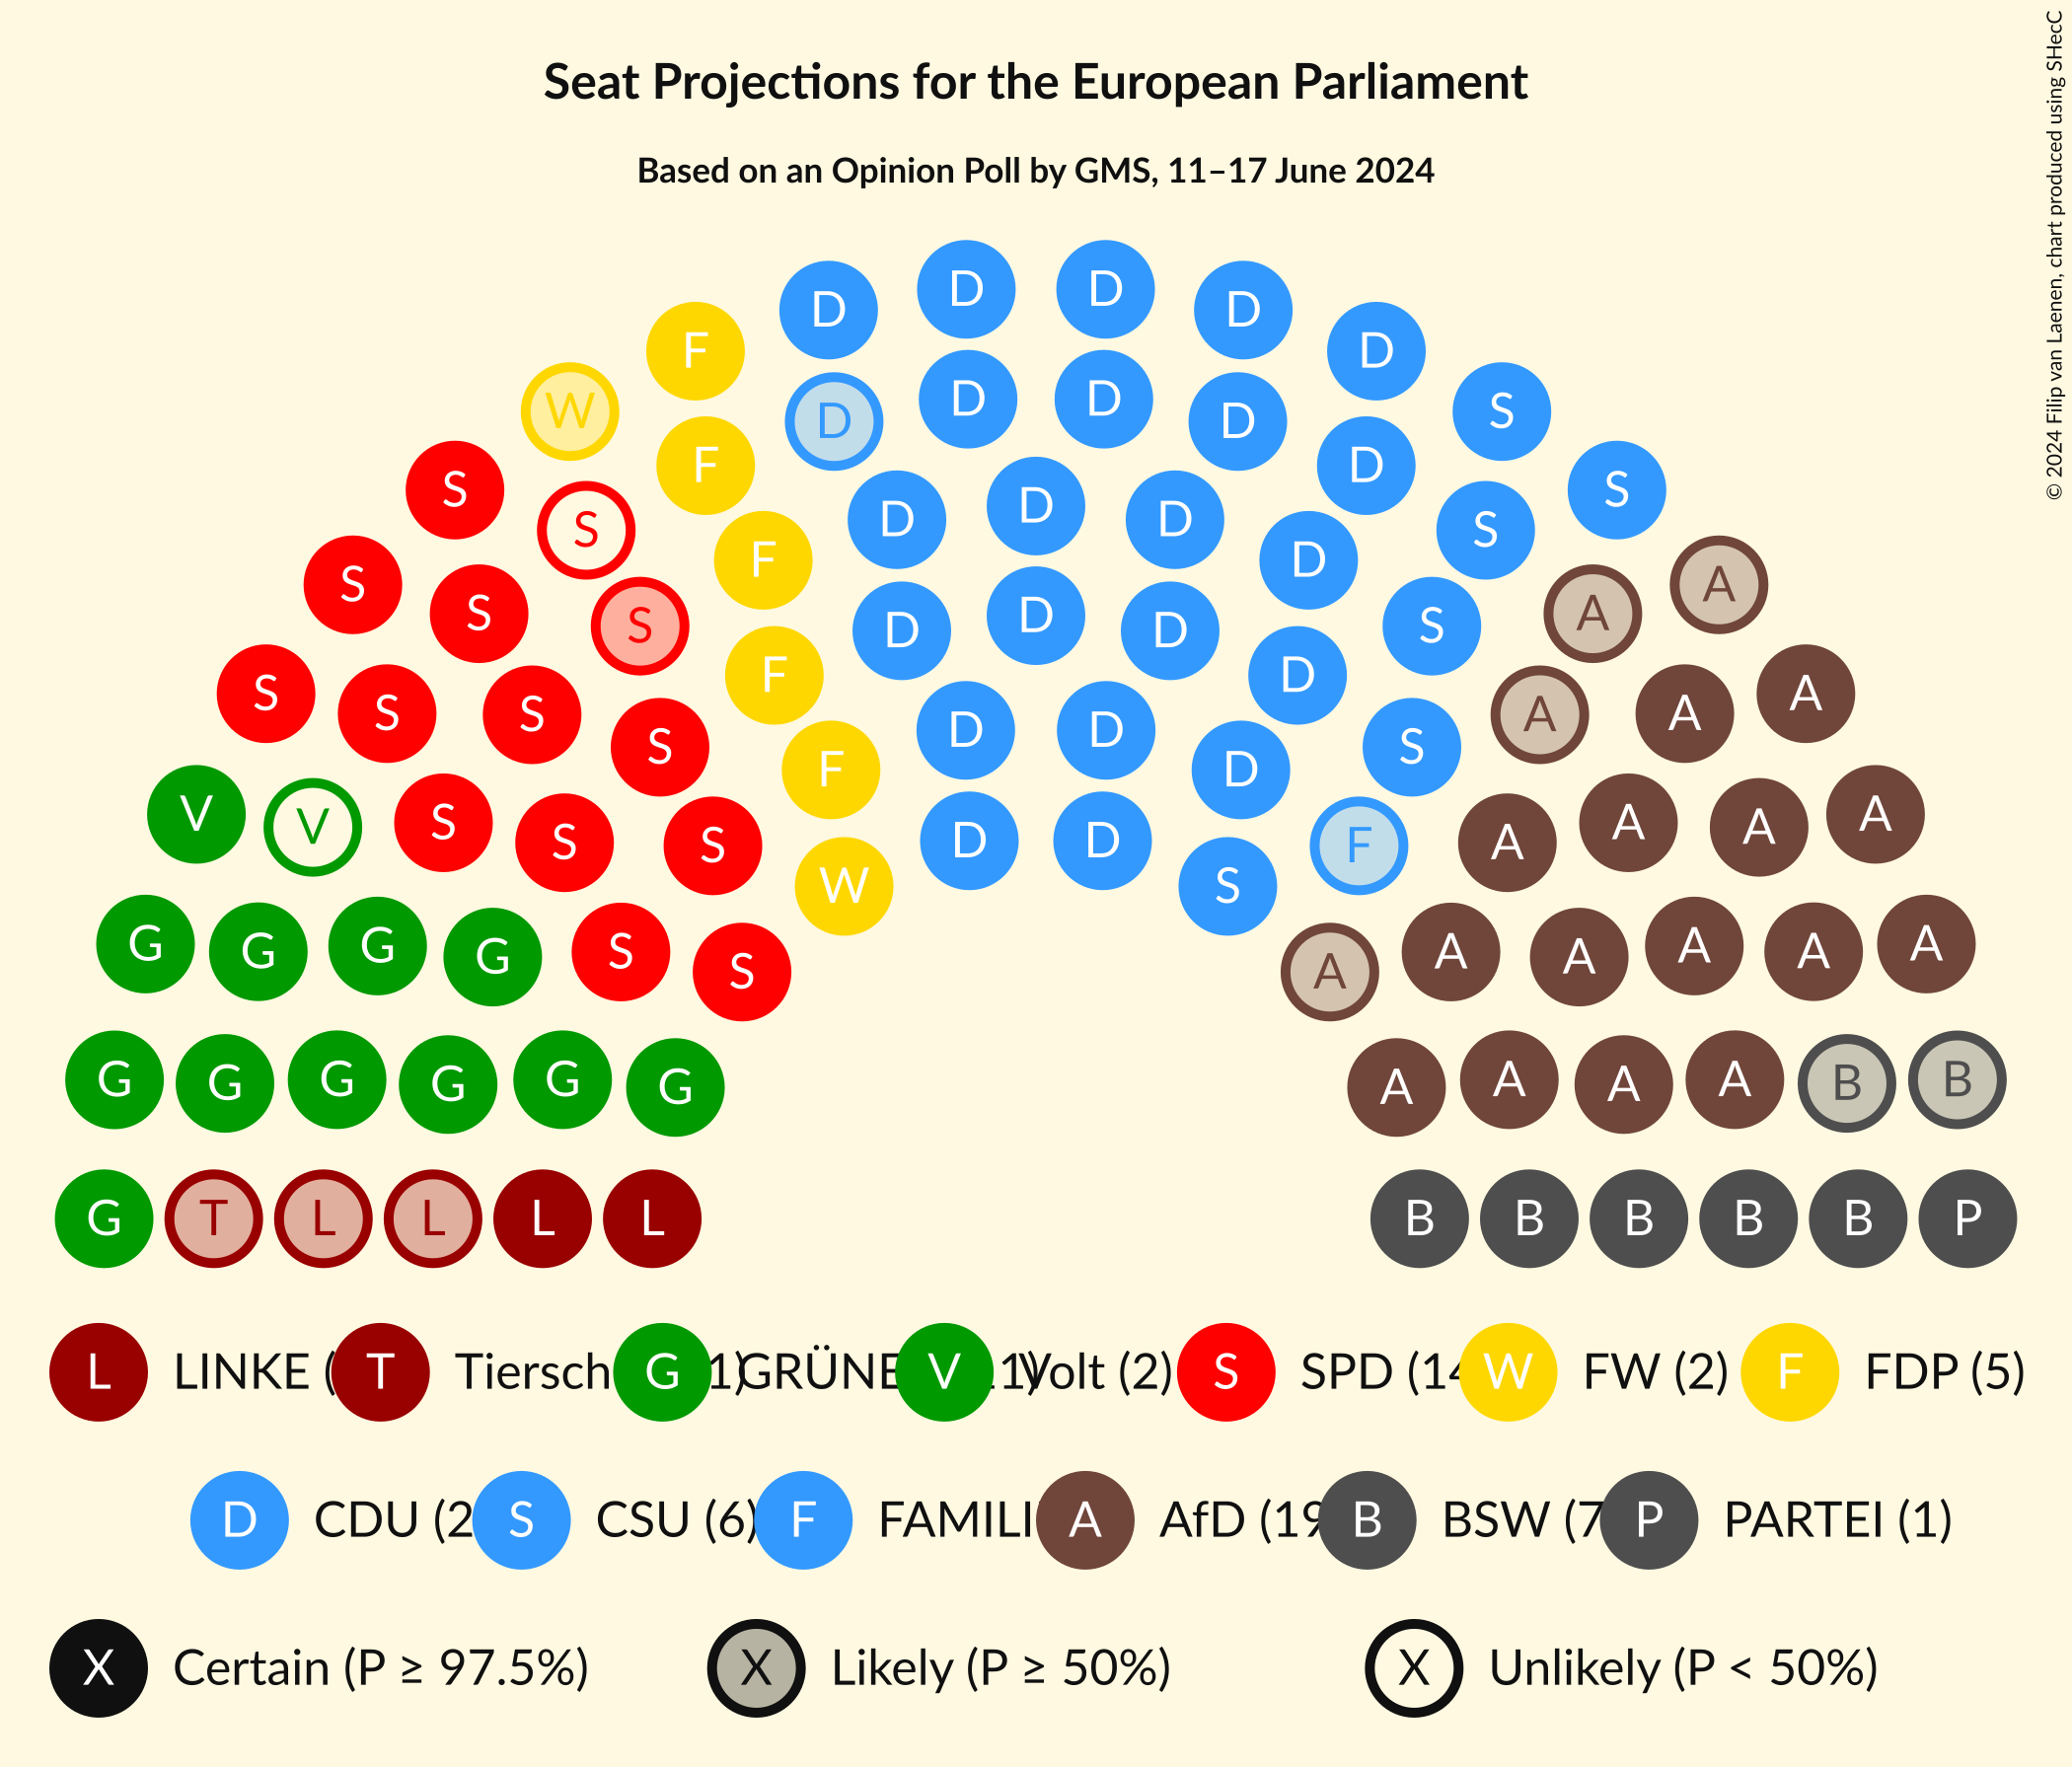 Seat Projections for the European Parliament
Based on an Opinion Poll by GMS, 11–17 June 2024
© 2024 Filip van Laenen, chart produced using SHecC
D D D D
F D
W D D D D S
S F D S
S D D D S
S F D A
S S D D D S A
S F D A
S S S D D S A A
F D
V V S S S D D F A A A A
W S
G G G G S S A A A A A A
G G G G G G A A A A B B
G T L L L L B B B B B P
L LINKE ( T Tiersch G 1) GRÜNE V 1) Volt (2) S SPD (14 W FW (2) F FDP (5)
D CDU (2 S CSU (6) F FAMILI A AfD (19 B BSW (7 P PARTEI (1)
X Certain (P ≥ 97.5%) X Likely (P ≥ 50%) X Unlikely (P < 50%)